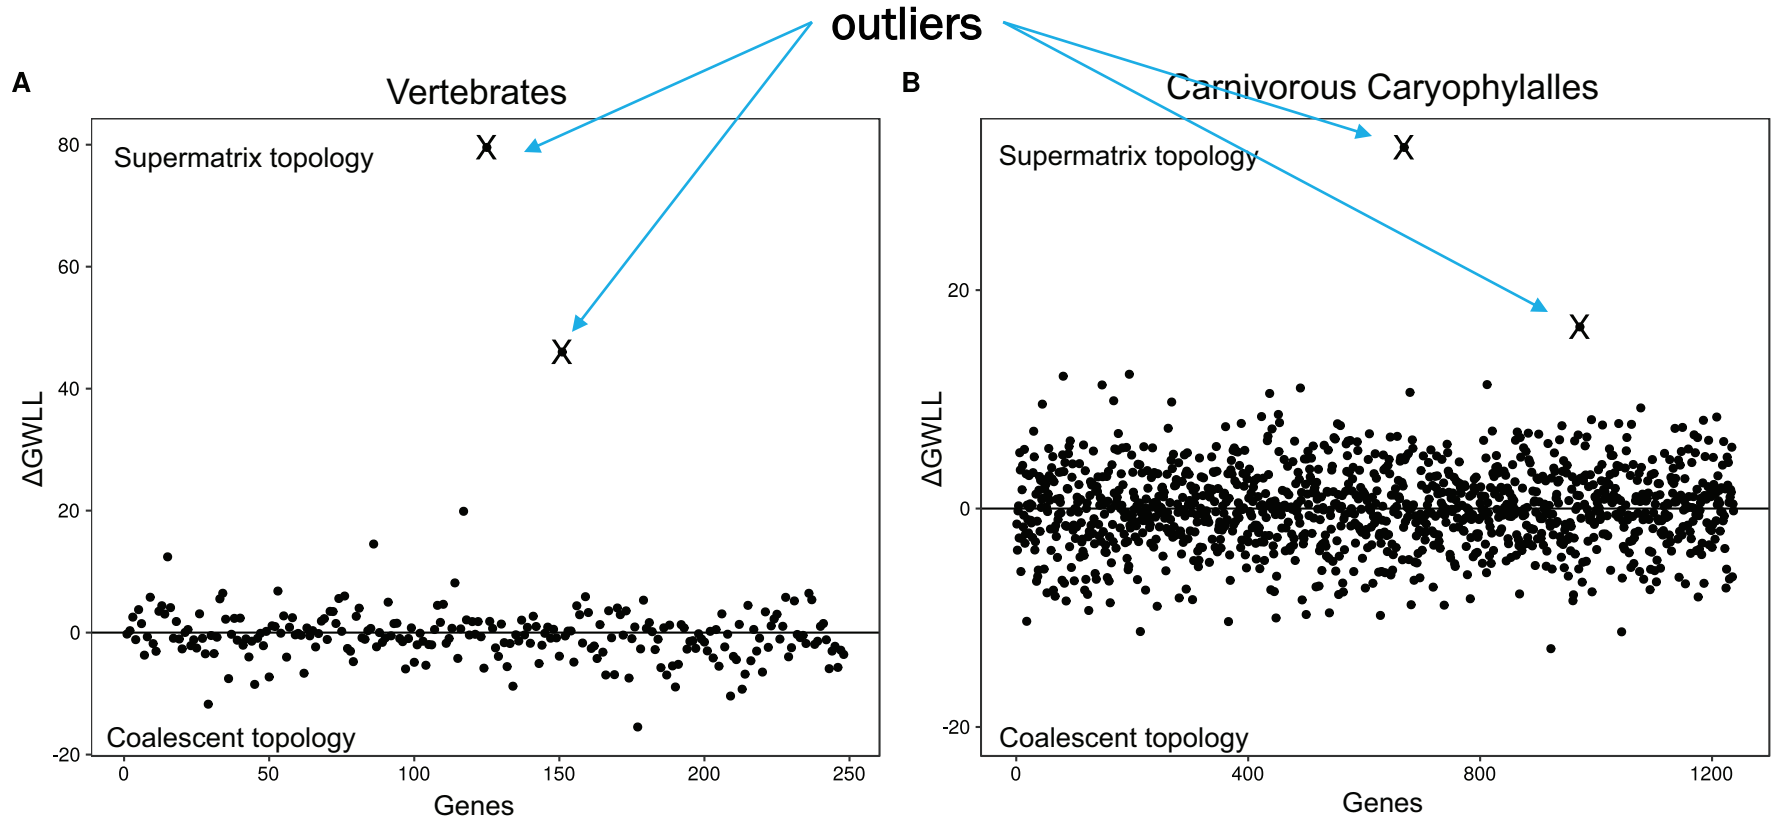 outliers
A
Vertebrates
B
Carnivorous Caryophylalles
Supermatrix topology
Supermatrix topology
80
60
40
20
0
-20
ΔGWLL
X
X
Coalescent topology
0 50 100 150 200 250
Genes
20
0
-20
ΔGWLL
X
X
Coalescent topology
0 400 800 1200
Genes